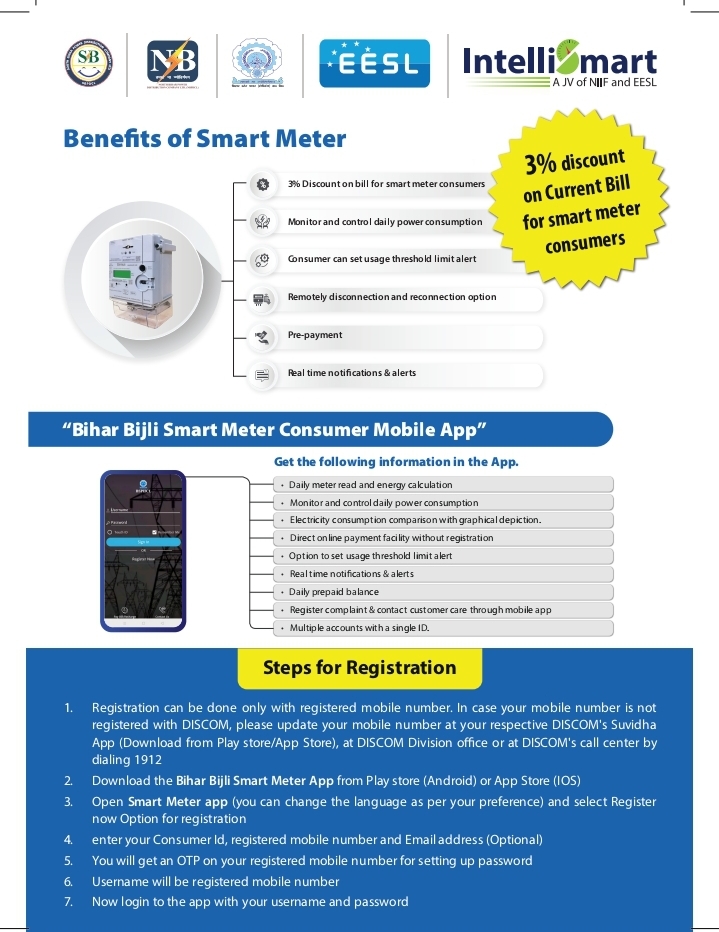 SB
NB
EESL
IntelliSmart
A JV of NIIF and EESL
Benefits of Smart Meter
3% discount
on Current Bill
for smart meter
consumers
3% Discount on bill for smart meter consumers
Monitor and control daily power consumption
Consumer can set usage threshold limit alert
Remotely disconnection and reconnection option
Pre-payment
Real time notifications & alerts
“Bihar Bijli Smart Meter Consumer Mobile App”
Get the following information in the App.
• Daily meter read and energy calculation
• Monitor and control daily power consumption
• Electricity consumption comparison with graphical depiction.
• Direct online payment facility without registration
• Option to set usage threshold limit alert
• Real time notifications & alerts
• Daily prepaid balance
• Register complaint & contact customer care through mobile app
• Multiple accounts with a single ID.
Username
Password
Sign In
OR
Register Now
Steps for Registration
1. Registration can be done only with registered mobile number. In case your mobile number is not
registered with DISCOM, please update your mobile number at your respective DISCOM's Suvidha
App (Download from Play store/App Store), at DISCOM Division office or at DISCOM's call center by
dialing 1912
2. Download the Bihar Bijli Smart Meter App from Play store (Android) or App Store (IOS)
3. Open Smart Meter app (you can change the language as per your preference) and select Register
now Option for registration
4. enter your Consumer Id, registered mobile number and Email address (Optional)
5. You will get an OTP on your registered mobile number for setting up password
6. Username will be registered mobile number
7. Now login to the app with your username and password